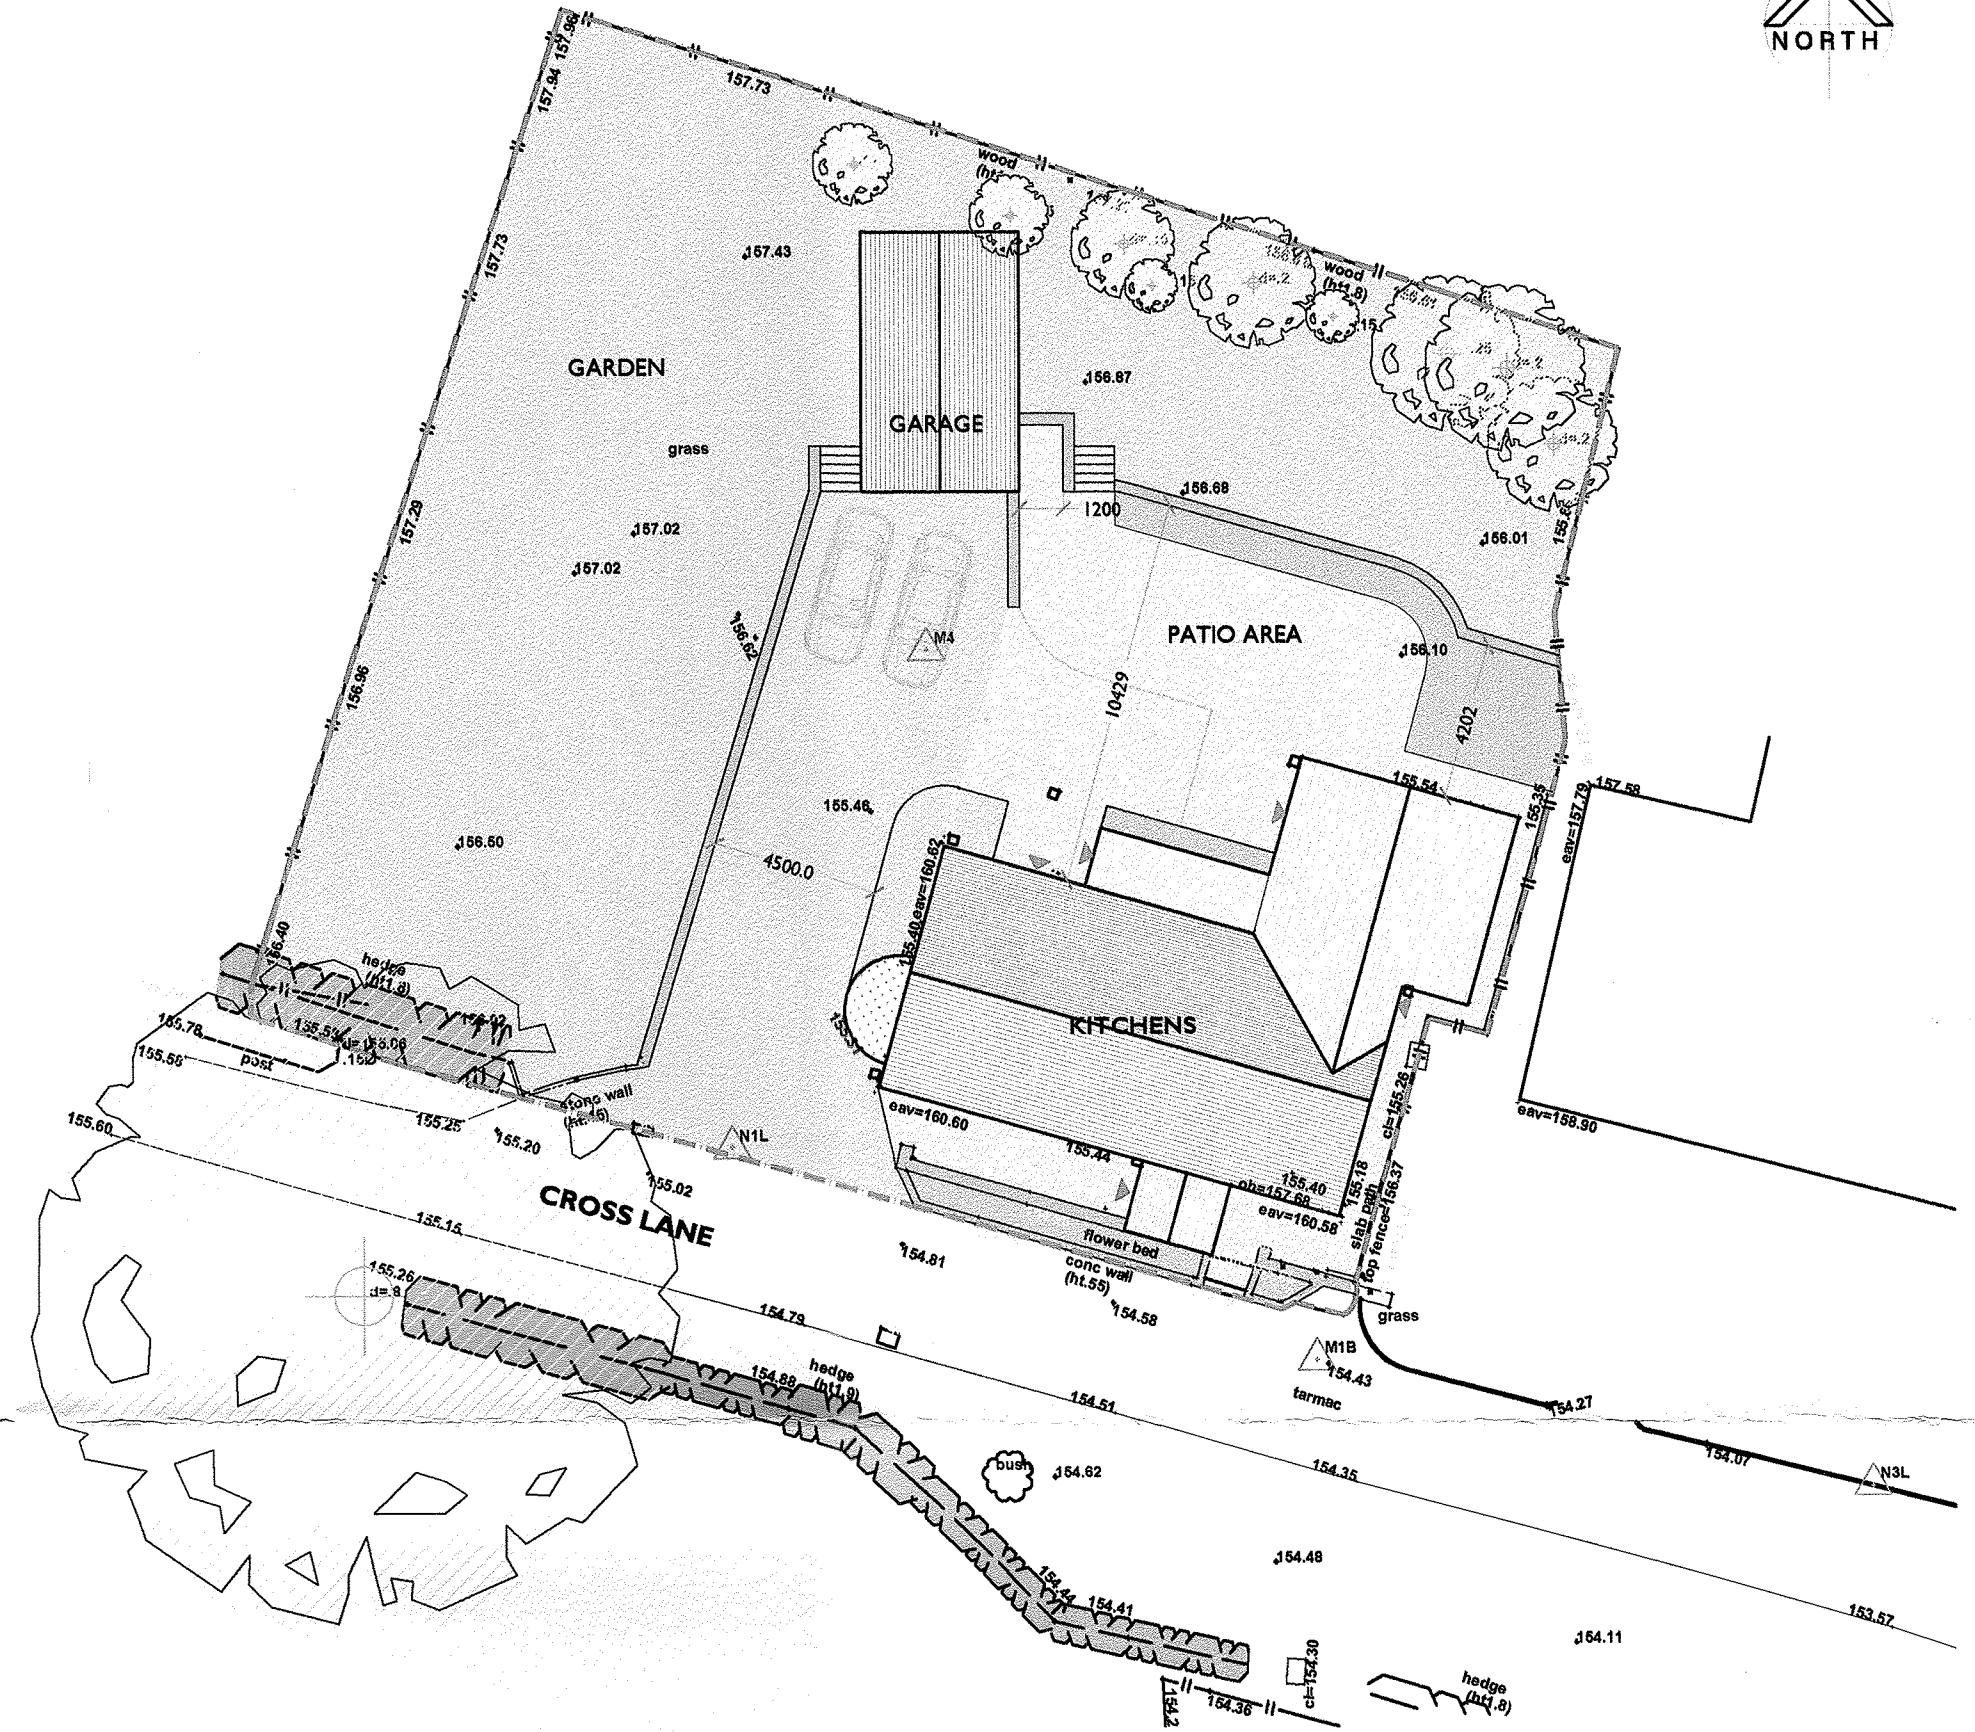 NORTH
157.96
157.94
157.73
wood
157.73
157.43
wood
(ht1.8)
GARDEN
156.87
GARAGE
grass
157.29
156.68
1200
157.02
156.01
157.02
156.62
M4
PATIO AREA
156.10
156.96
10429
4202
155.54
157.58
155.35
eav=157.79
155.46
156.50
4500.0
eav=160.62
155.40
156.40
hedge
(ht1.8)
155.78
155.58
post
KITCHENS
cl=155.26
155.60
155.25
155.20
stone wall
eav=160.60
eav=158.90
N1L
155.44
155.02
155.40
155.18
ob=157.68
eav=160.58
slab path
top fence=156.37
CROSS LANE
155.15
flower bed
154.81
conc wall
(ht.55)
155.26
154.58
grass
154.79
M1B
154.43
hedge
(ht1.9)
154.88
tarmac
154.51
154.27
154.07
bush
154.62
154.35
N3L
154.48
154.44
154.41
153.57
154.11
cl=154.30
hedge
(ht1.8)
154.36
154.2